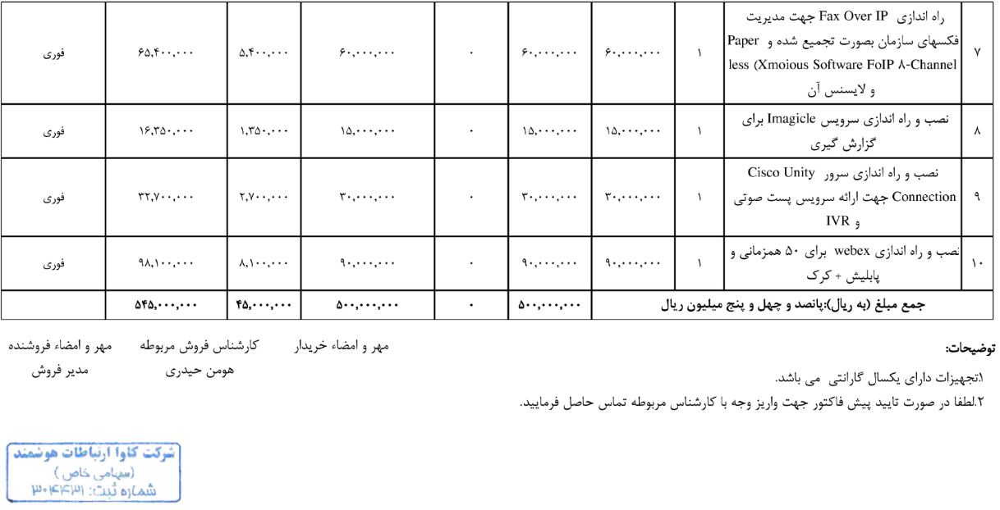 ۷ راه اندازی Fax Over IP جهت مدیریت
فکسهای سازمان بصورت تجمیع شده و Paper
less (Xmoious Software FoIP ۸-Channel
و لایسنس آن
۱ ۶۰,۰۰۰,۰۰۰ ۶۰,۰۰۰,۰۰۰ ۰ ۶۰,۰۰۰,۰۰۰ ۵,۴۰۰,۰۰۰ ۶۵,۴۰۰,۰۰۰ فوری
۸ نصب و راه اندازی سرویس Imagicle برای
گزارش گیری
۱ ۱۵,۰۰۰,۰۰۰ ۱۵,۰۰۰,۰۰۰ ۰ ۱۵,۰۰۰,۰۰۰ ۱,۳۵۰,۰۰۰ ۱۶,۳۵۰,۰۰۰ فوری
۹ نصب و راه اندازی سرور Cisco Unity
Connection جهت ارائه سرویس پست صوتی
و IVR
۱ ۳۰,۰۰۰,۰۰۰ ۳۰,۰۰۰,۰۰۰ ۰ ۳۰,۰۰۰,۰۰۰ ۲,۷۰۰,۰۰۰ ۳۲,۷۰۰,۰۰۰ فوری
۱۰ نصب و راه اندازی webex برای ۵۰ همزمانی و
پابلیش + کرک
۱ ۹۰,۰۰۰,۰۰۰ ۹۰,۰۰۰,۰۰۰ ۰ ۹۰,۰۰۰,۰۰۰ ۸,۱۰۰,۰۰۰ ۹۸,۱۰۰,۰۰۰ فوری
جمع مبلغ (به ریال):پانصد و چهل و پنج میلیون ریال ۵۰۰,۰۰۰,۰۰۰ ۰ ۵۰۰,۰۰۰,۰۰۰ ۴۵,۰۰۰,۰۰۰ ۵۴۵,۰۰۰,۰۰۰
توضیحات:
۱.تجهیزات دارای یکسال گارانتی می باشد.
۲.لطفا در صورت تایید پیش فاکتور جهت واریز وجه با کارشناس مربوطه تماس حاصل فرمایید.
مهر و امضاء خریدار
کارشناس فروش مربوطه
هومن حیدری
مهر و امضاء فروشنده
مدیر فروش
شرکت کاوا ارتباطات هوشمند
(سهامی خاص)
شماره ثبت: ۳۰۴۴۳۱